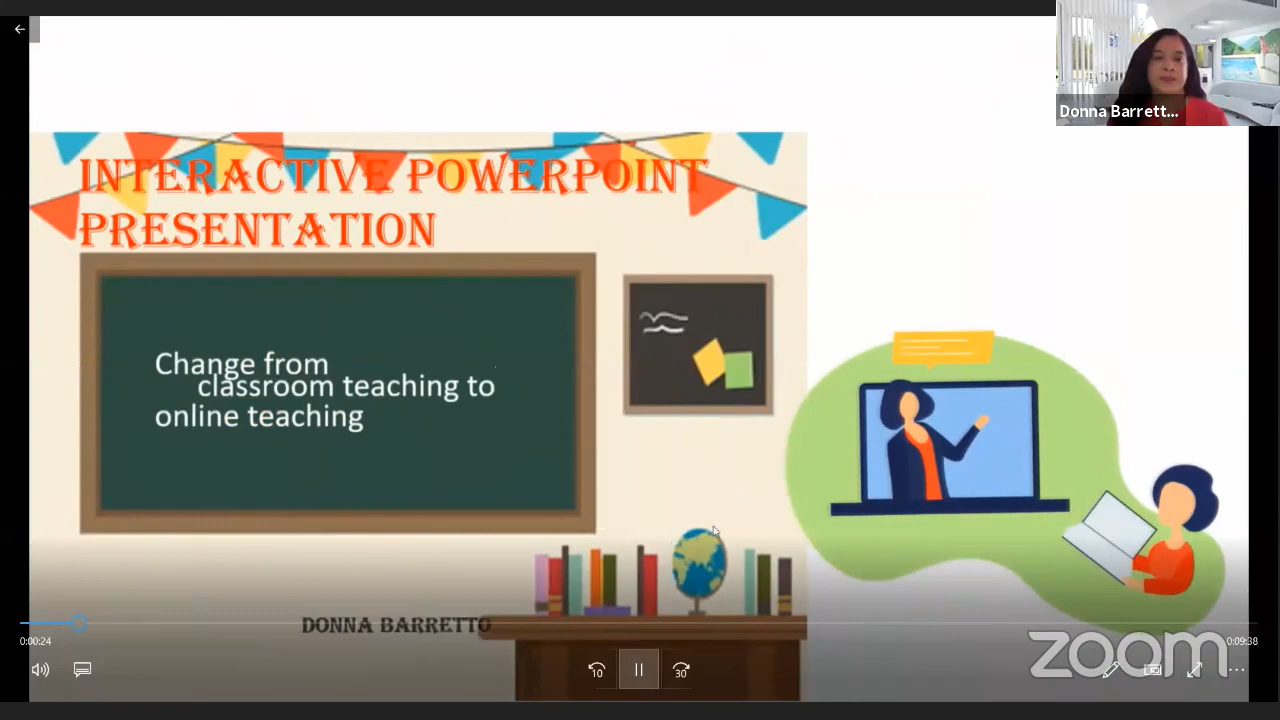 Donna Barrett...
INTERACTIVE POWERPOINT
PRESENTATION
Change from
classroom teaching to
online teaching
DONNA BARRETTO
0:00:24
0:09:38
10
30
zoom